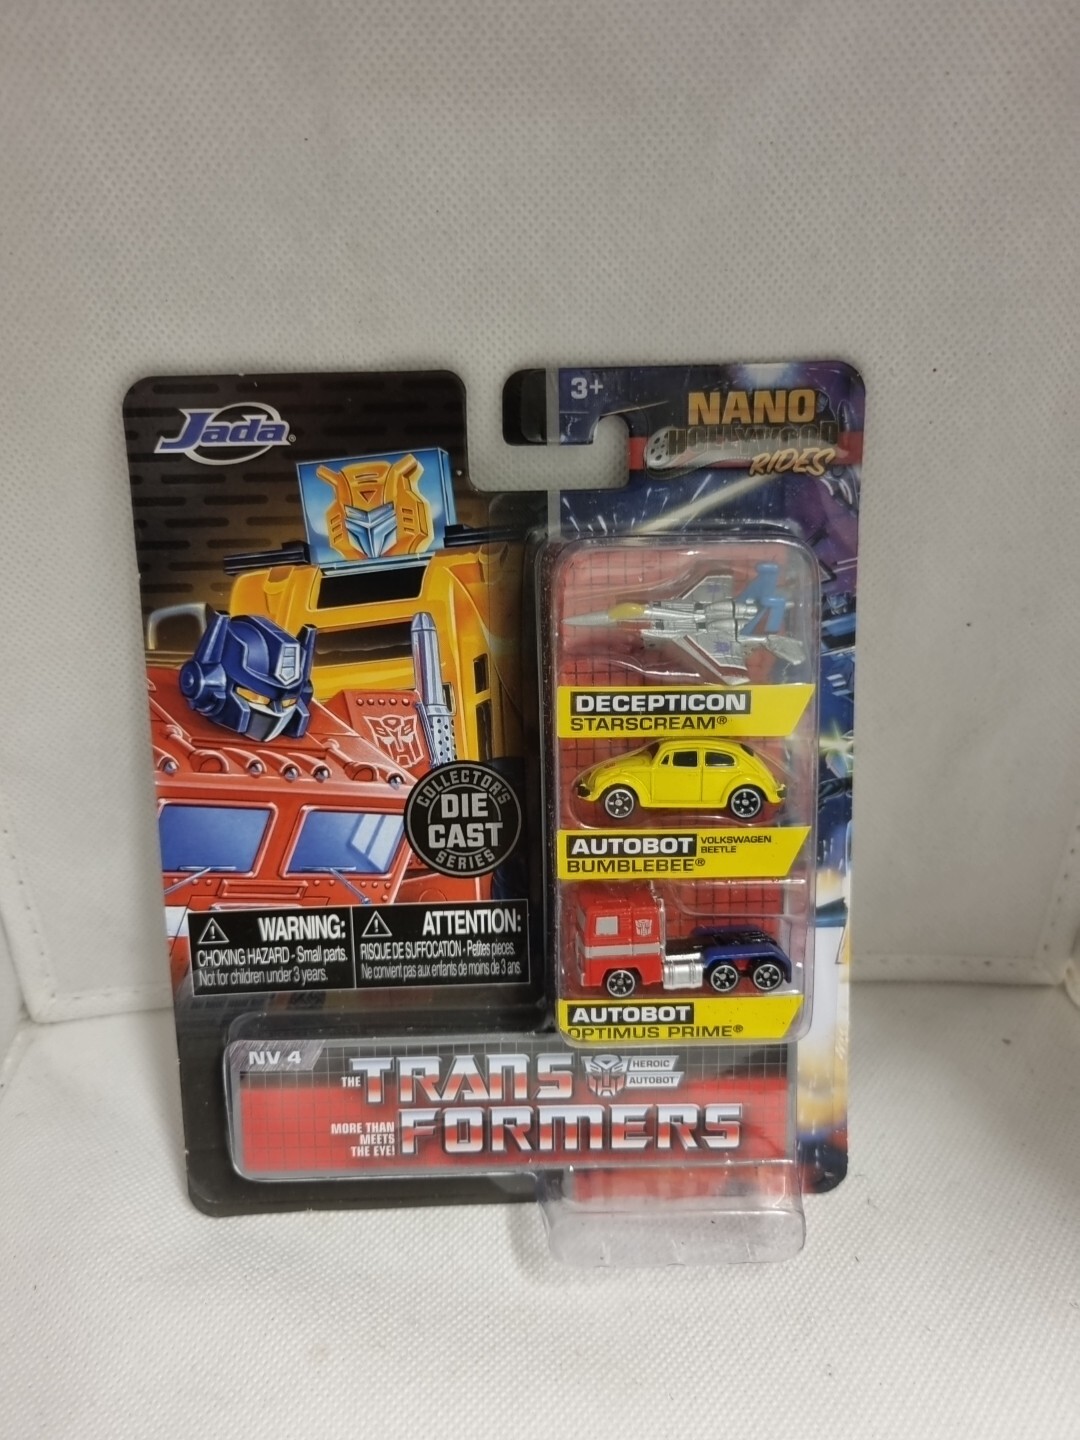 Jada®
3+
NANO
HOLLYWOOD
RIDES
DECEPTICON
STARSCREAM®
AUTOBOT
VOLKSWAGEN
BEETLE
BUMBLEBEE®
AUTOBOT
OPTIMUS PRIME®
COLLECTOR'S
DIE
CAST
SERIES
WARNING:
CHOKING HAZARD - Small parts.
Not for children under 3 years.
ATTENTION:
RISQUE DE SUFFOCATION - Petites pièces.
Ne convient pas aux enfants de moins de 3 ans.
NV 4
THE TRANS
FORMERS
HEROIC
AUTOBOT
MORE THAN
MEETS
THE EYE!